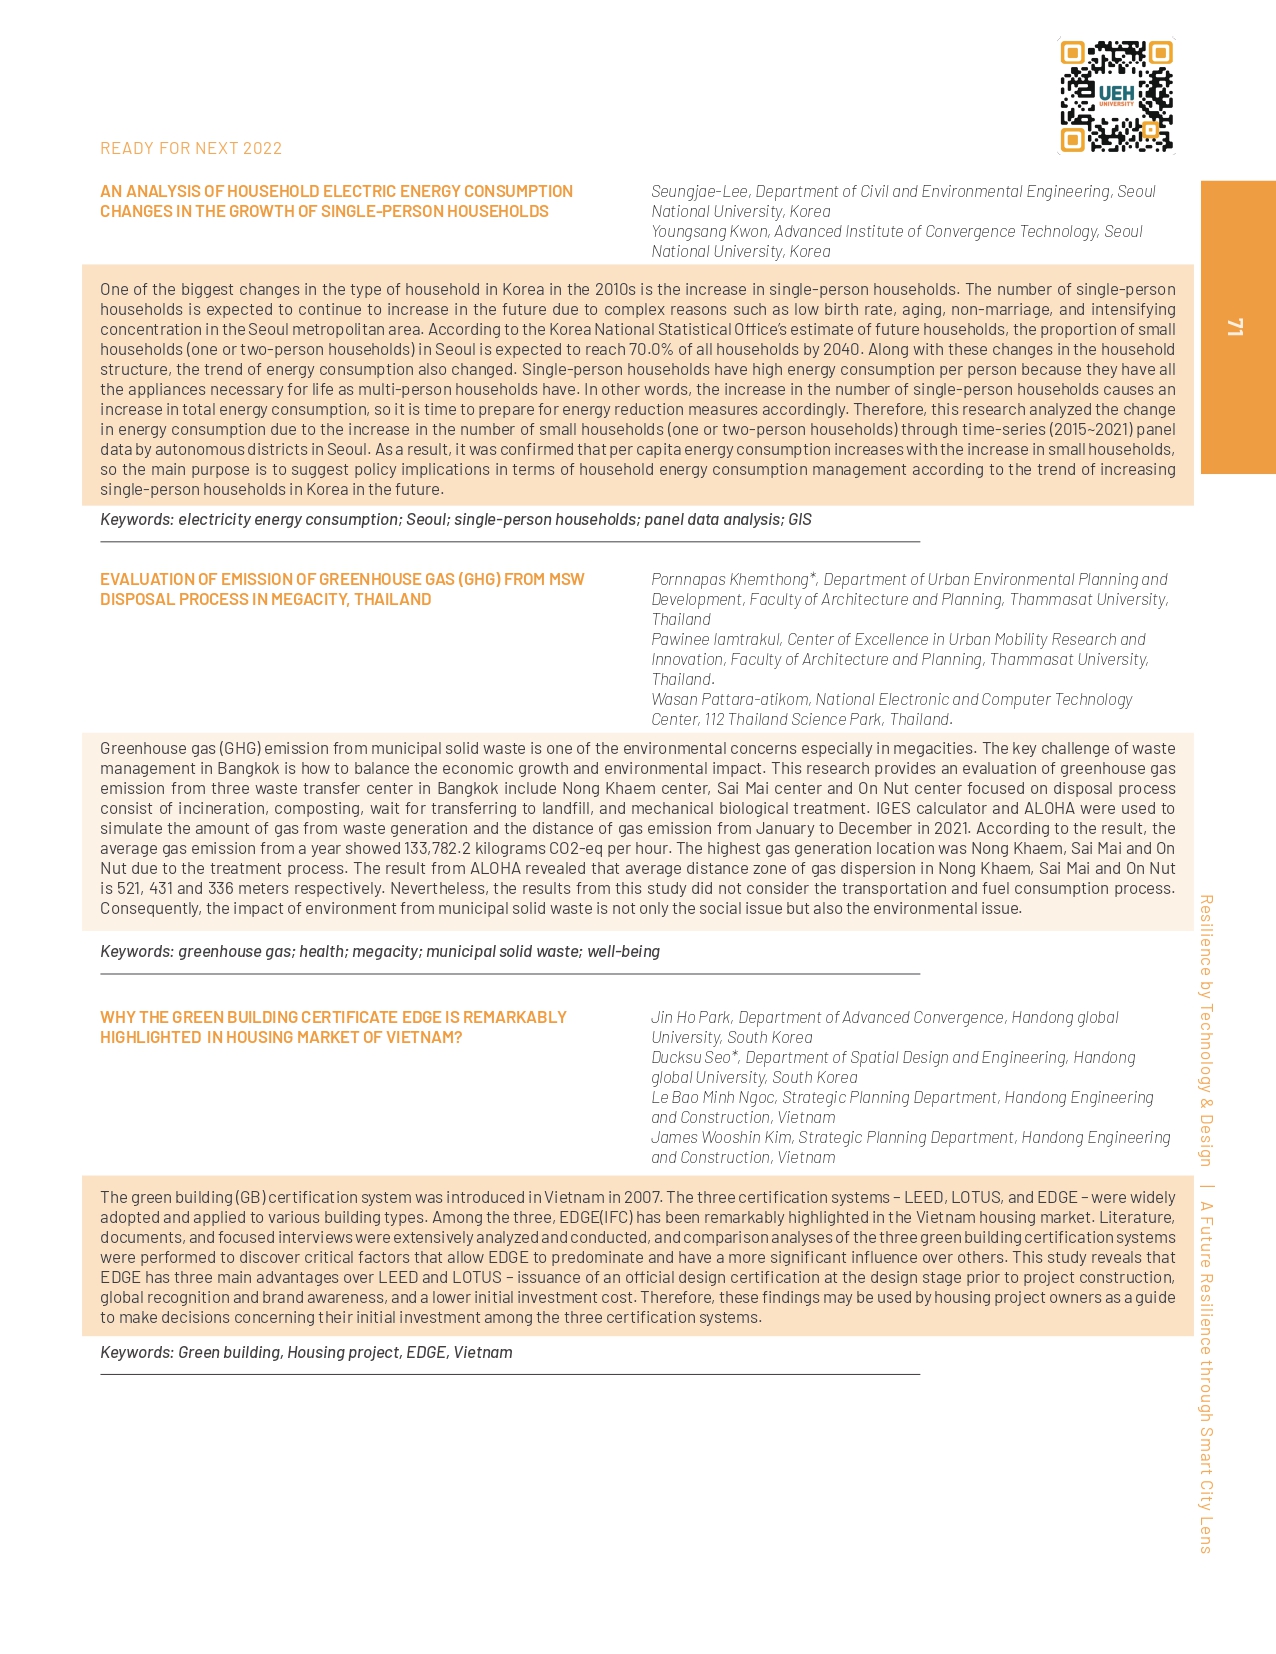 UEH
UNIVERSITY
READY FOR NEXT 2022
AN ANALYSIS OF HOUSEHOLD ELECTRIC ENERGY CONSUMPTION
CHANGES IN THE GROWTH OF SINGLE-PERSON HOUSEHOLDS
Seungjae-Lee, Department of Civil and Environmental Engineering, Seoul
National University, Korea
Youngsang Kwon, Advanced Institute of Convergence Technology, Seoul
National University, Korea
One of the biggest changes in the type of household in Korea in the 2010s is the increase in single-person households. The number of single-person
households is expected to continue to increase in the future due to complex reasons such as low birth rate, aging, non-marriage, and intensifying
concentration in the Seoul metropolitan area. According to the Korea National Statistical Office's estimate of future households, the proportion of small
households (one or two-person households) in Seoul is expected to reach 70.0% of all households by 2040. Along with these changes in the household
structure, the trend of energy consumption also changed. Single-person households have high energy consumption per person because they have all
the appliances necessary for life as multi-person households have. In other words, the increase in the number of single-person households causes an
increase in total energy consumption, so it is time to prepare for energy reduction measures accordingly. Therefore, this research analyzed the change
in energy consumption due to the increase in the number of small households (one or two-person households) through time-series (2015~2021) panel
data by autonomous districts in Seoul. As a result, it was confirmed that per capita energy consumption increases with the increase in small households,
so the main purpose is to suggest policy implications in terms of household energy consumption management according to the trend of increasing
single-person households in Korea in the future.
Keywords: electricity energy consumption; Seoul; single-person households; panel data analysis; GIS
EVALUATION OF EMISSION OF GREENHOUSE GAS (GHG) FROM MSW
DISPOSAL PROCESS IN MEGACITY, THAILAND
Pornnapas Khemthong*, Department of Urban Environmental Planning and
Development, Faculty of Architecture and Planning, Thammasat University,
Thailand
Pawinee Iamtrakul, Center of Excellence in Urban Mobility Research and
Innovation, Faculty of Architecture and Planning, Thammasat University,
Thailand.
Wasan Pattara-atikom, National Electronic and Computer Technology
Center, 112 Thailand Science Park, Thailand.
Greenhouse gas (GHG) emission from municipal solid waste is one of the environmental concerns especially in megacities. The key challenge of waste
management in Bangkok is how to balance the economic growth and environmental impact. This research provides an evaluation of greenhouse gas
emission from three waste transfer center in Bangkok include Nong Khaem center, Sai Mai center and On Nut center focused on disposal process
consist of incineration, composting, wait for transferring to landfill, and mechanical biological treatment. IGES calculator and ALOHA were used to
simulate the amount of gas from waste generation and the distance of gas emission from January to December in 2021. According to the result, the
average gas emission from a year showed 133,782.2 kilograms CO2-eq per hour. The highest gas generation location was Nong Khaem, Sai Mai and On
Nut due to the treatment process. The result from ALOHA revealed that average distance zone of gas dispersion in Nong Khaem, Sai Mai and On Nut
is 521, 431 and 336 meters respectively. Nevertheless, the results from this study did not consider the transportation and fuel consumption process.
Consequently, the impact of environment from municipal solid waste is not only the social issue but also the environmental issue.
Keywords: greenhouse gas; health; megacity; municipal solid waste; well-being
WHY THE GREEN BUILDING CERTIFICATE EDGE IS REMARKABLY
HIGHLIGHTED IN HOUSING MARKET OF VIETNAM?
Jin Ho Park, Department of Advanced Convergence, Handong global
University, South Korea
Ducksu Seo*, Department of Spatial Design and Engineering, Handong
global University, South Korea
Le Bao Minh Ngoc, Strategic Planning Department, Handong Engineering
and Construction, Vietnam
James Wooshin Kim, Strategic Planning Department, Handong Engineering
and Construction, Vietnam
The green building (GB) certification system was introduced in Vietnam in 2007. The three certification systems – LEED, LOTUS, and EDGE – were widely
adopted and applied to various building types. Among the three, EDGE(IFC) has been remarkably highlighted in the Vietnam housing market. Literature,
documents, and focused interviews were extensively analyzed and conducted, and comparison analyses of the three green building certification systems
were performed to discover critical factors that allow EDGE to predominate and have a more significant influence over others. This study reveals that
EDGE has three main advantages over LEED and LOTUS – issuance of an official design certification at the design stage prior to project construction,
global recognition and brand awareness, and a lower initial investment cost. Therefore, these findings may be used by housing project owners as a guide
to make decisions concerning their initial investment among the three certification systems.
Keywords: Green building, Housing project, EDGE, Vietnam
71
Resilience by Technology & Design | A Future Resilience through Smart City Lens